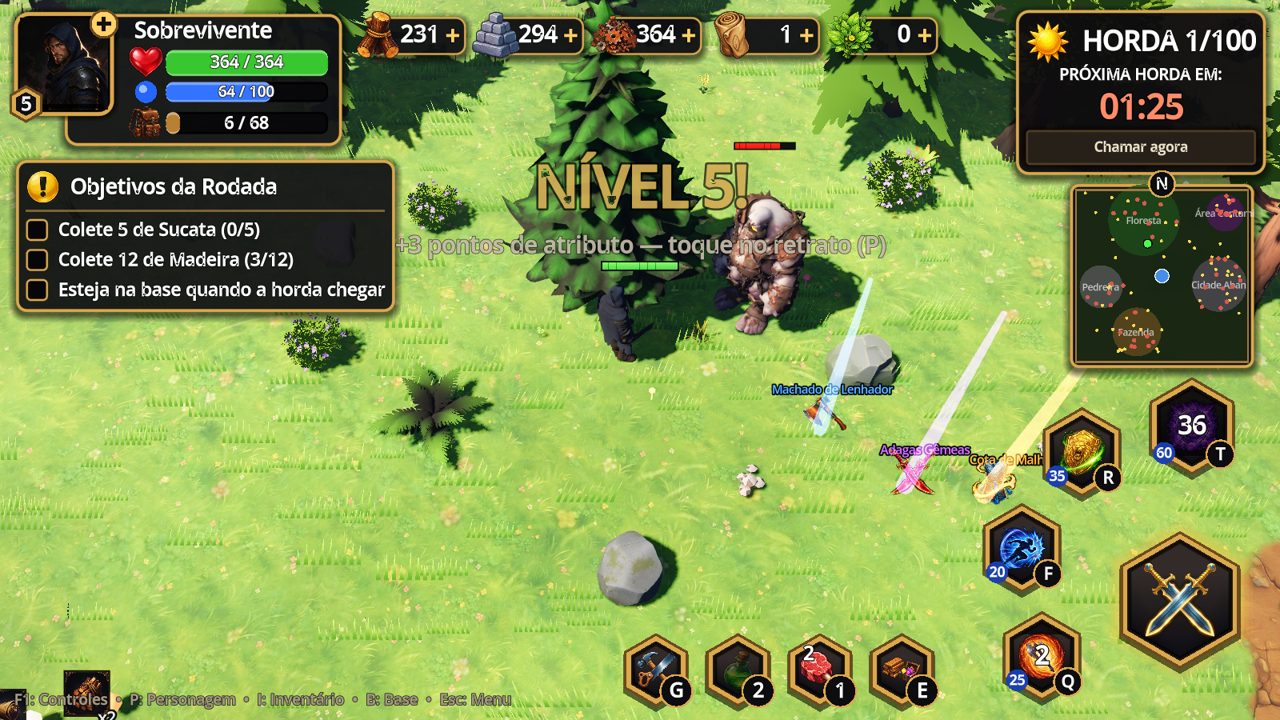 Sobrevivente
364 / 364
64 / 100
6 / 68
5
231 +
294 +
364 +
1 +
0 +
HORDA 1/100
PRÓXIMA HORDA EM:
01:25
Chamar agora
Objetivos da Rodada
Colete 5 de Sucata (0/5)
Colete 12 de Madeira (3/12)
Esteja na base quando a horda chegar
NÍVEL 5!
+3 pontos de atributo — toque no retrato (P)
N
Floresta
Pedreira
Fazenda
Machado de Lenhador
Adagas Gêmeas
Cota de Malh
36
60
T
35
R
20
F
2
25
Q
G
2
2
1
E
F1: Controles • P: Personagem • I: Inventário • B: Base • Esc: Menu
x2